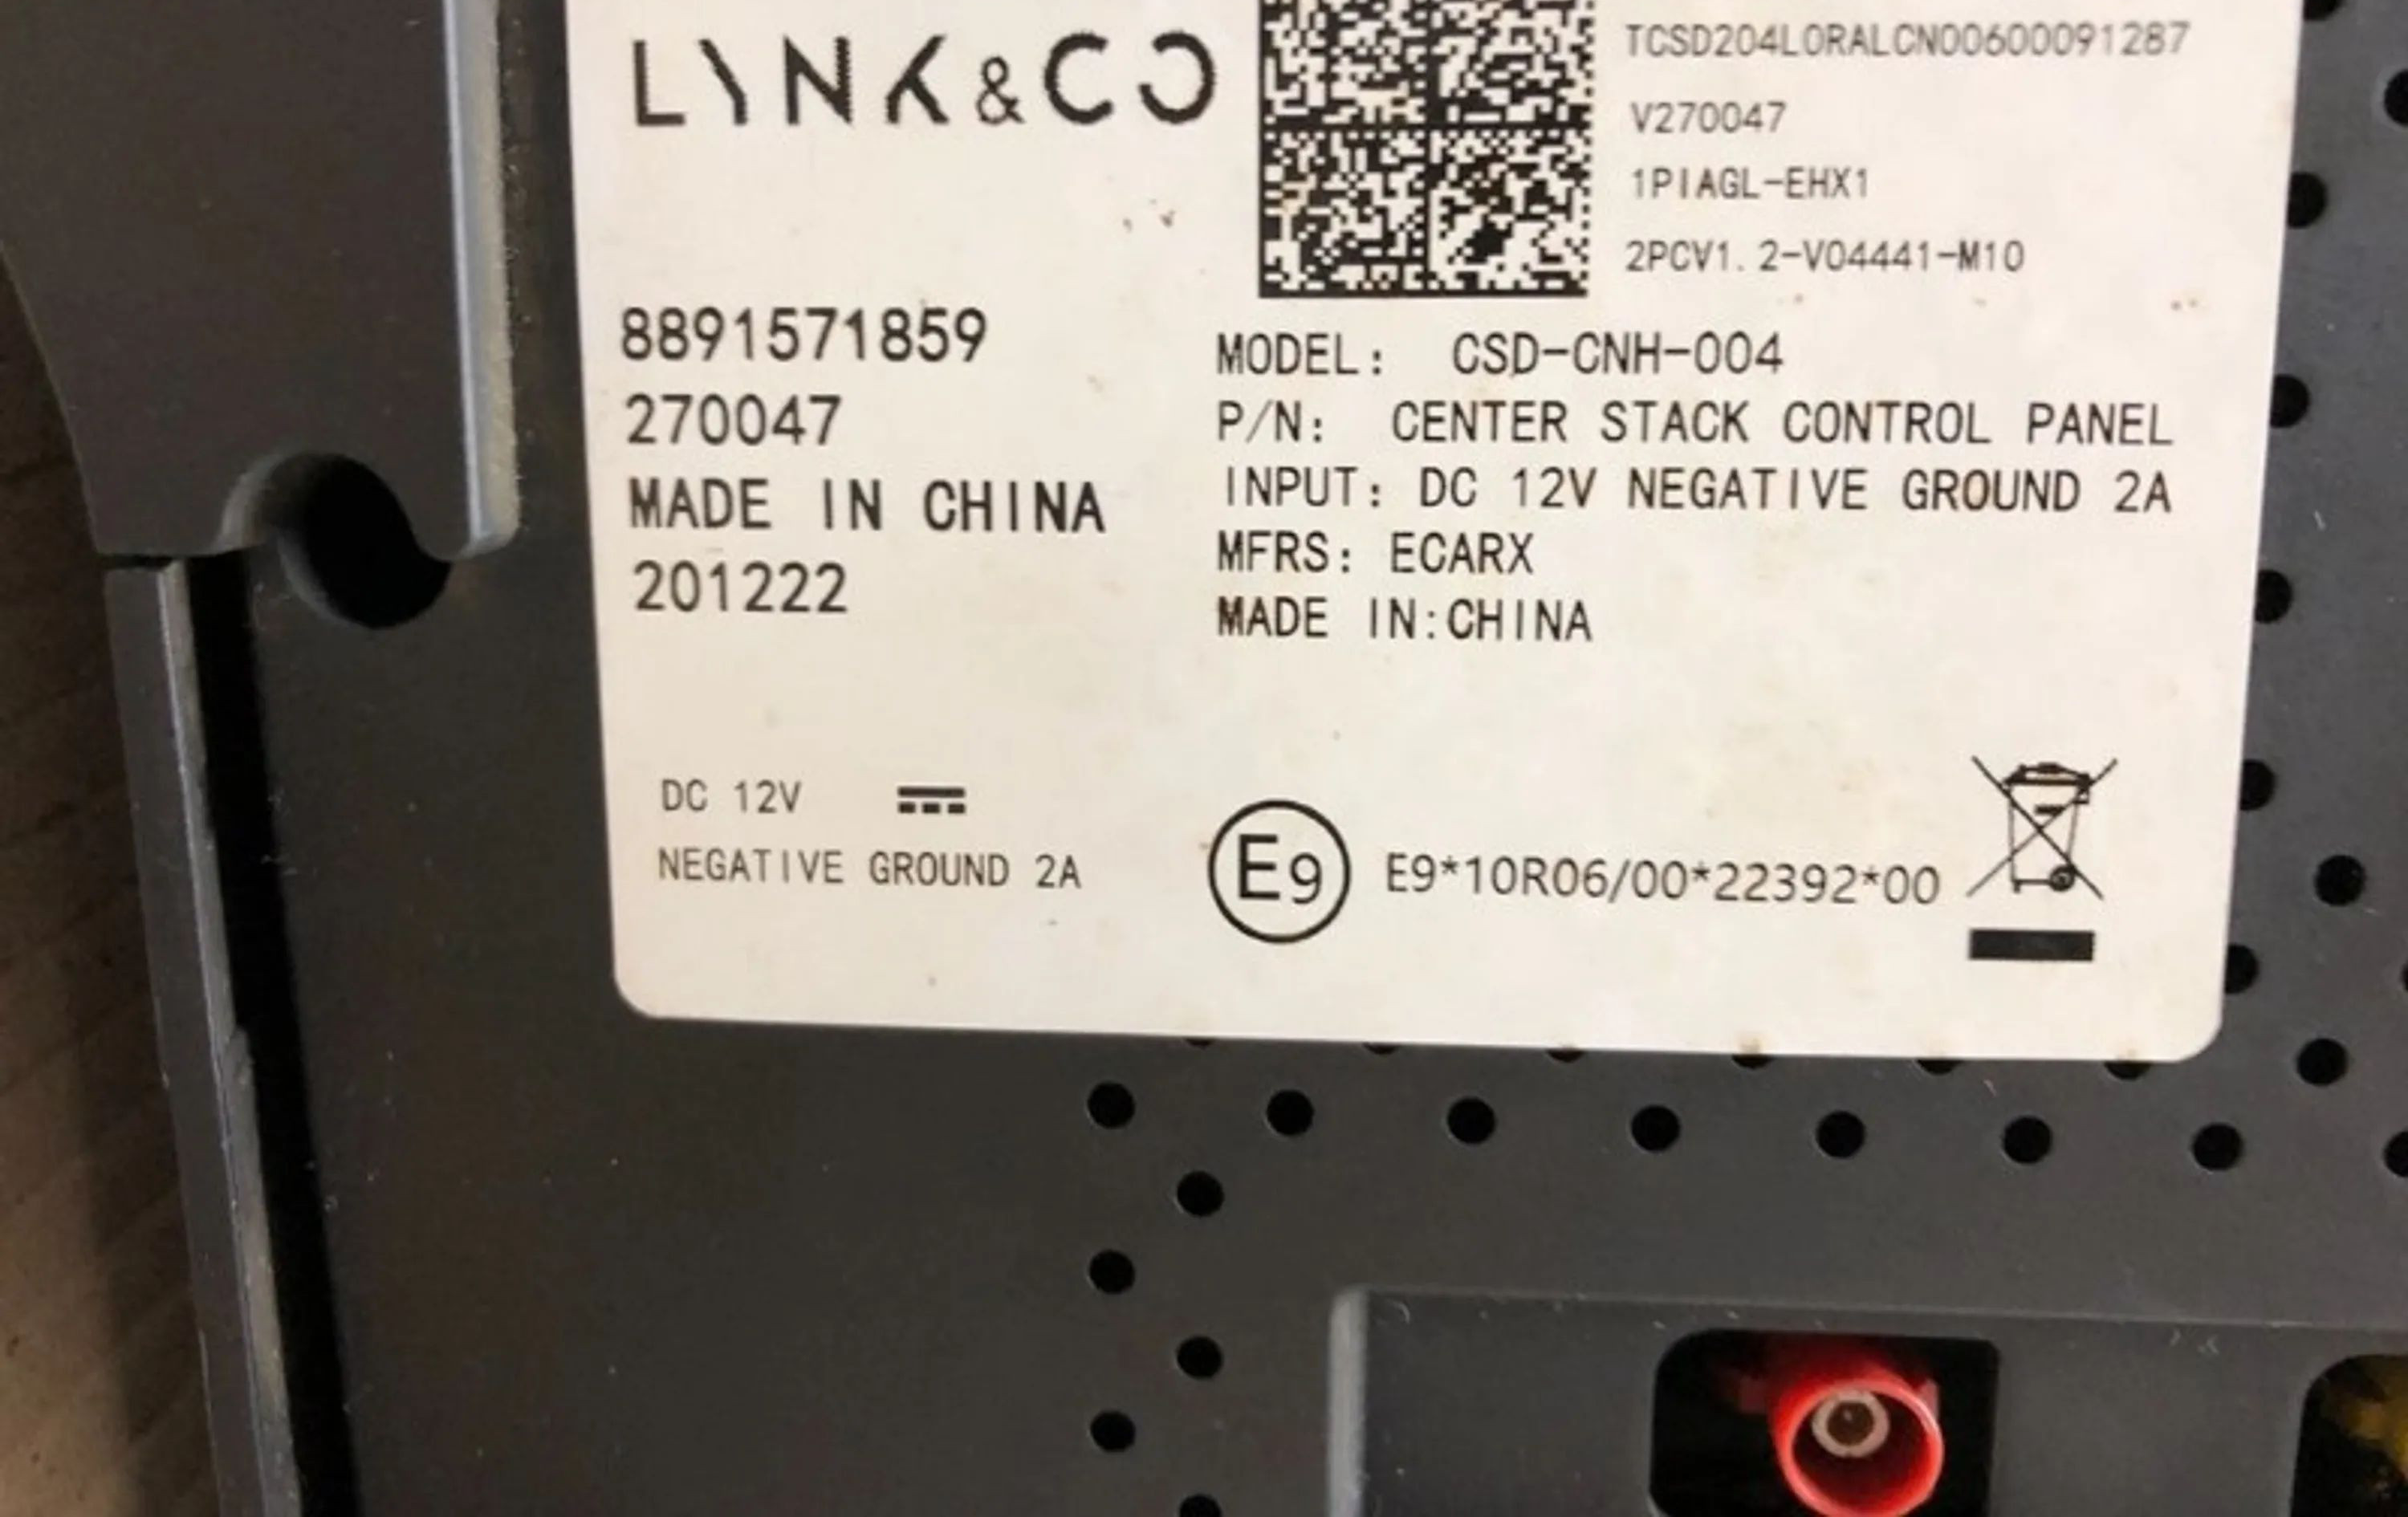 LYNK&CO
TCSD204LORALCN00600091287
V270047
1PIAGL-EHX1
2PCV1.2-V04441-M10
8891571859
270047
MADE IN CHINA
201222
MODEL: CSD-CNH-004
P/N: CENTER STACK CONTROL PANEL
INPUT: DC 12V NEGATIVE GROUND 2A
MFRS: ECARX
MADE IN:CHINA
DC 12V
NEGATIVE GROUND 2A
E9 E9*10R06/00*22392*00